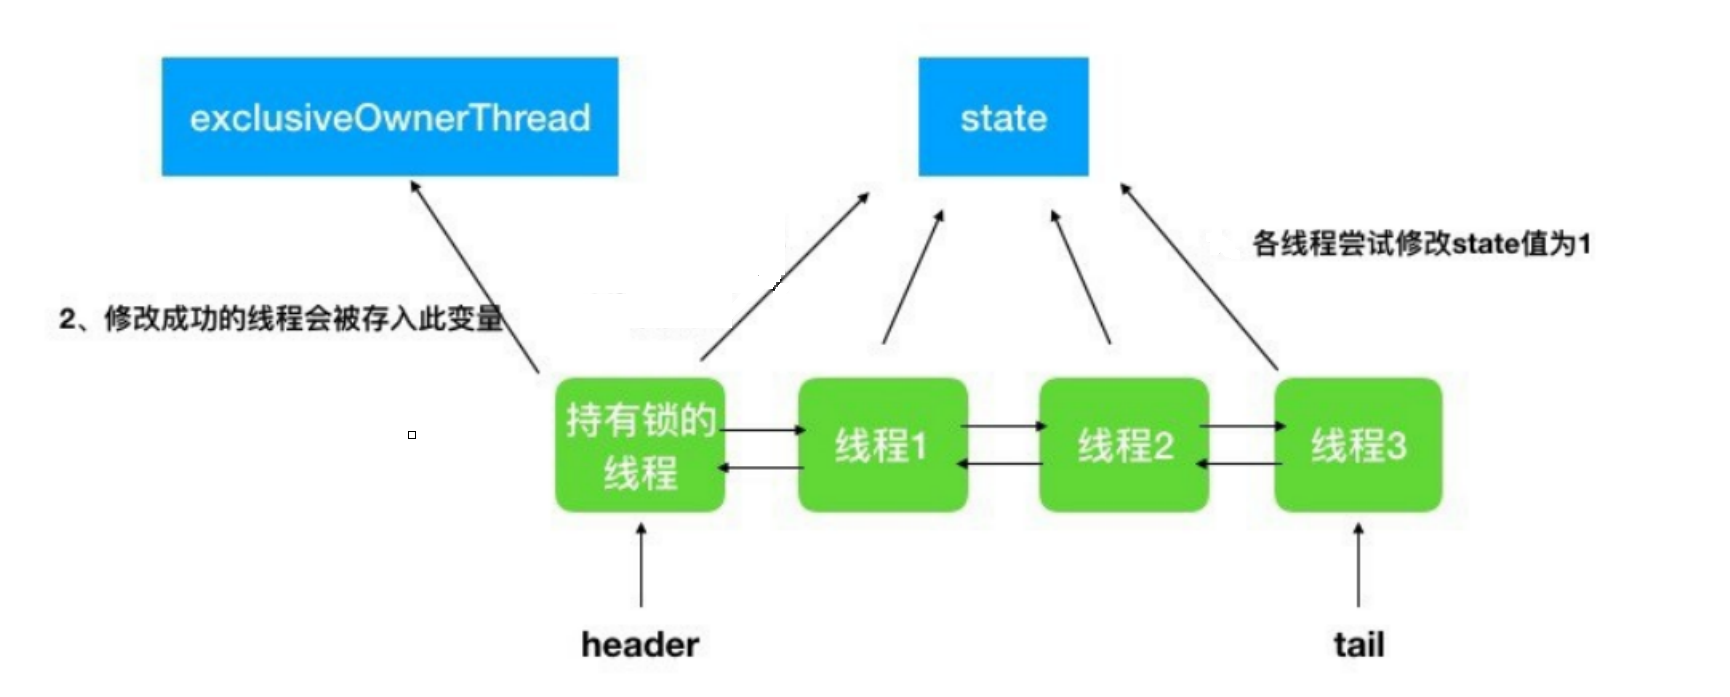 exclusiveOwnerThread
state
各线程尝试修改state值为1
2、修改成功的线程会被存入此变量
持有锁的
线程
线程1
线程2
线程3
header
tail